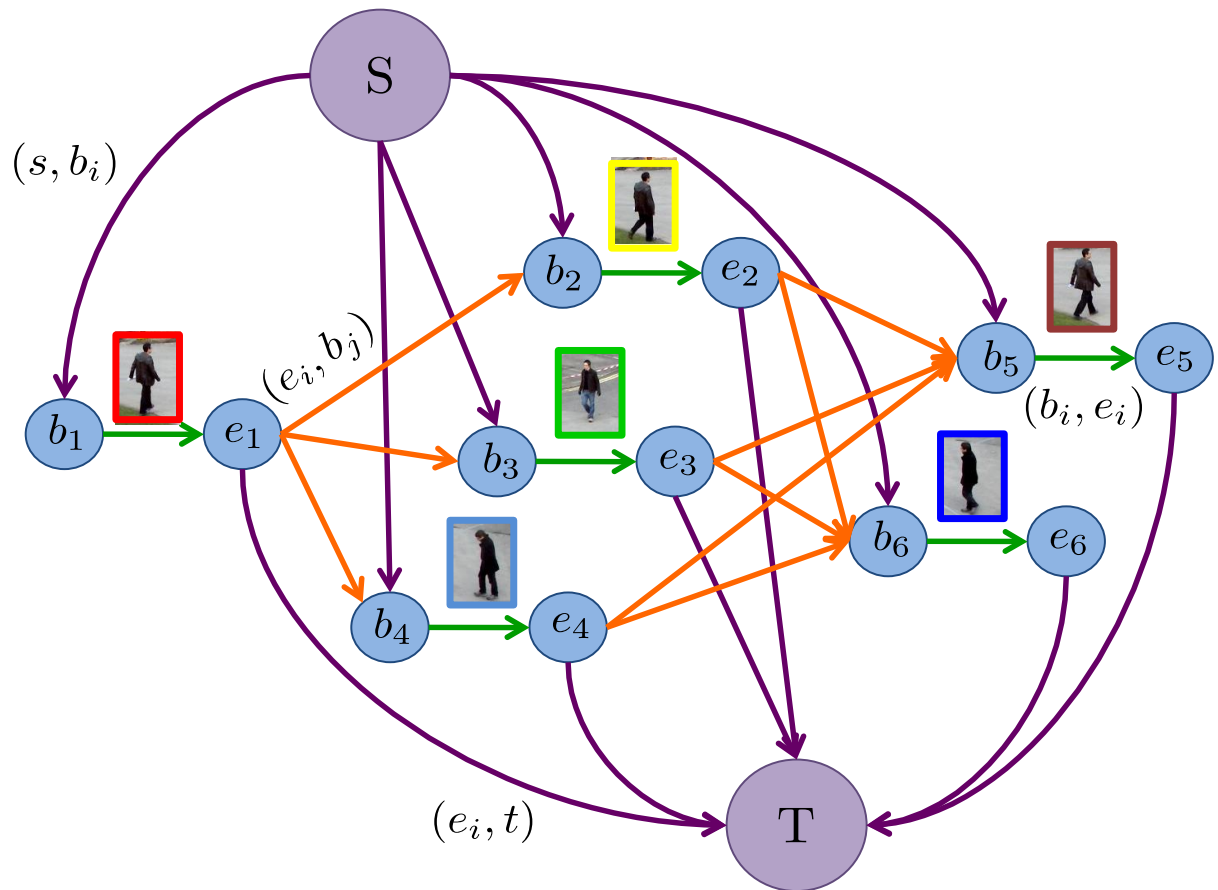 S
(s, b_i)
b_2
e_2
(e_i, b_j)
b_5
e_5
(b_i, e_i)
b_1
e_1
b_3
e_3
b_6
e_6
b_4
e_4
(e_i, t)
T